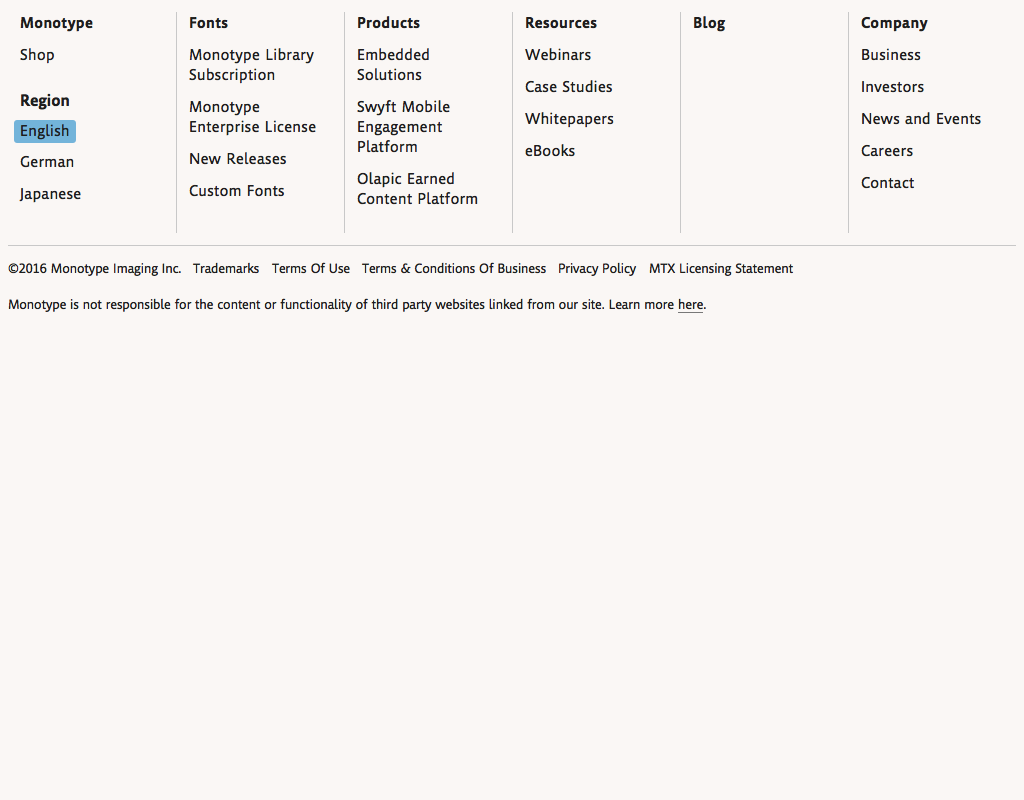 Monotype
Shop
Region
English
German
Japanese
Fonts
Monotype Library
Subscription
Monotype
Enterprise License
New Releases
Custom Fonts
Products
Embedded
Solutions
Swyft Mobile
Engagement
Platform
Olapic Earned
Content Platform
Resources
Webinars
Case Studies
Whitepapers
eBooks
Blog
Company
Business
Investors
News and Events
Careers
Contact
©2016 Monotype Imaging Inc. Trademarks Terms Of Use Terms & Conditions Of Business Privacy Policy MTX Licensing Statement
Monotype is not responsible for the content or functionality of third party websites linked from our site. Learn more here.